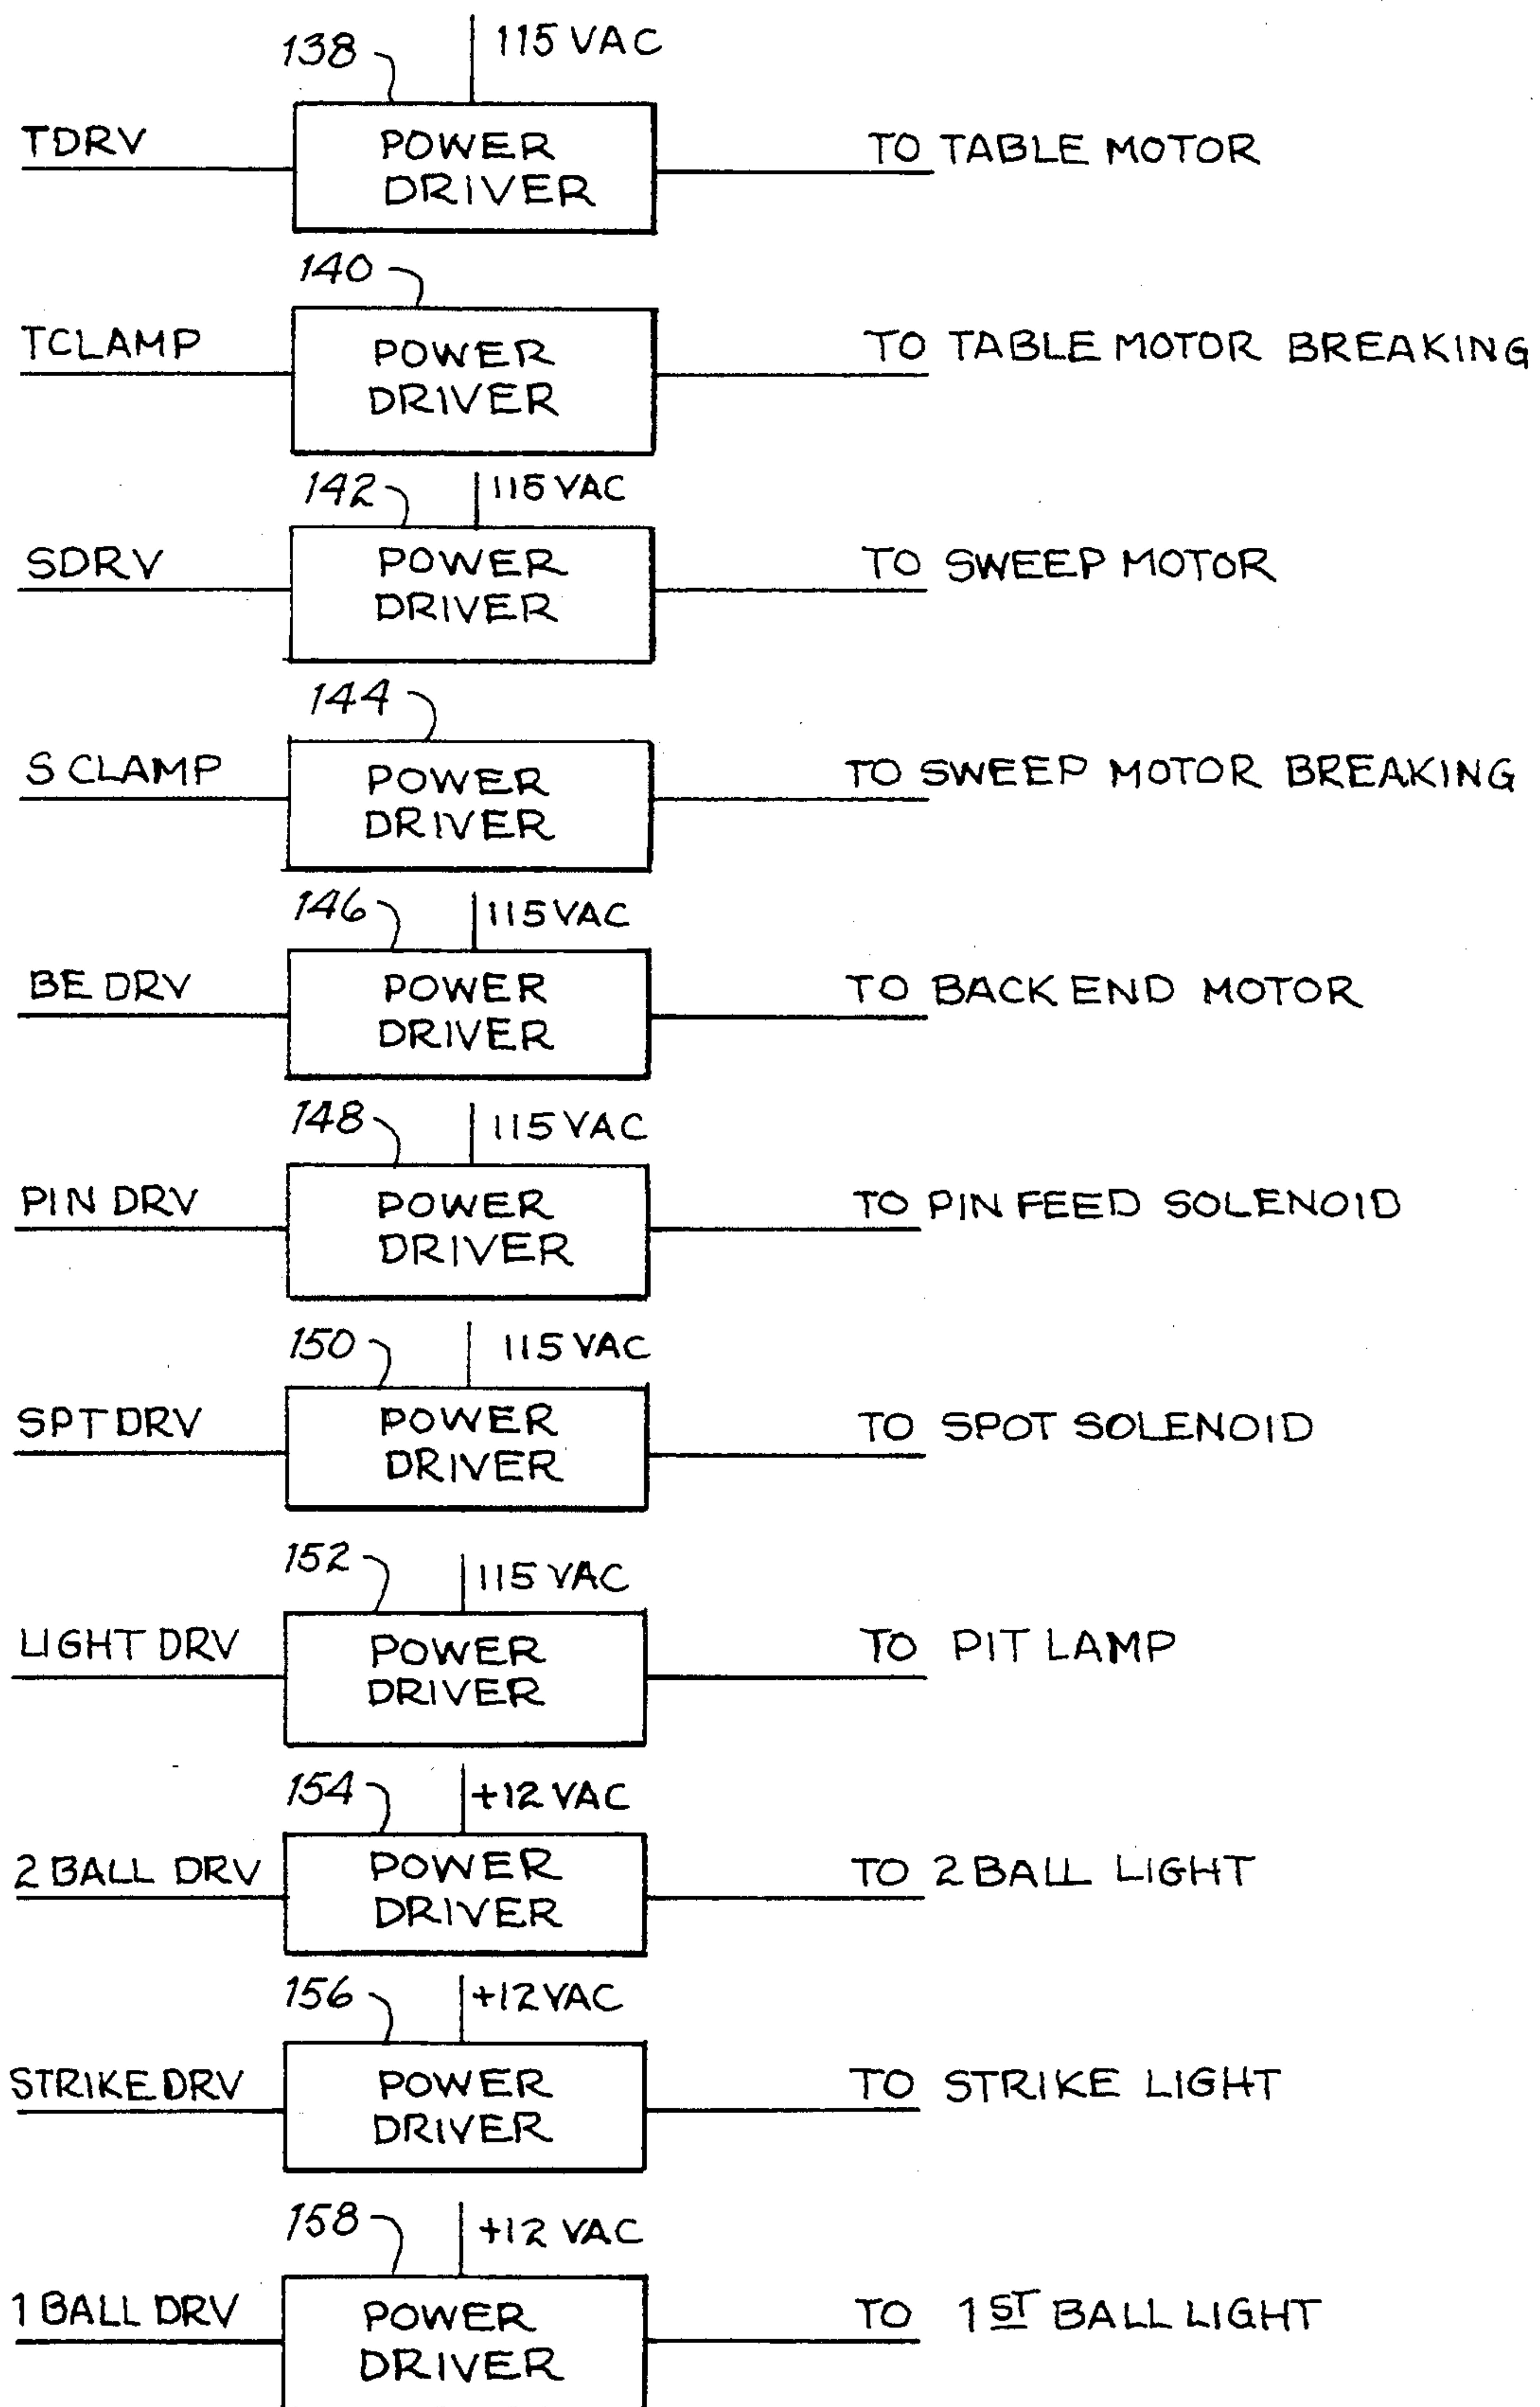 138
115 VAC
TDRV
POWER
DRIVER
TO TABLE MOTOR
140
TCLAMP
POWER
DRIVER
TO TABLE MOTOR BREAKING
142
115 VAC
SDRV
POWER
DRIVER
TO SWEEP MOTOR
144
S CLAMP
POWER
DRIVER
TO SWEEP MOTOR BREAKING
146
115 VAC
BE DRV
POWER
DRIVER
TO BACK END MOTOR
148
115 VAC
PIN DRV
POWER
DRIVER
TO PIN FEED SOLENOID
150
115 VAC
SPT DRV
POWER
DRIVER
TO SPOT SOLENOID
152
115 VAC
LIGHT DRV
POWER
DRIVER
TO PIT LAMP
154
+12 VAC
2 BALL DRV
POWER
DRIVER
TO 2 BALL LIGHT
156
+12 VAC
STRIKE DRV
POWER
DRIVER
TO STRIKE LIGHT
158
+12 VAC
1 BALL DRV
POWER
DRIVER
TO 1ST BALL LIGHT